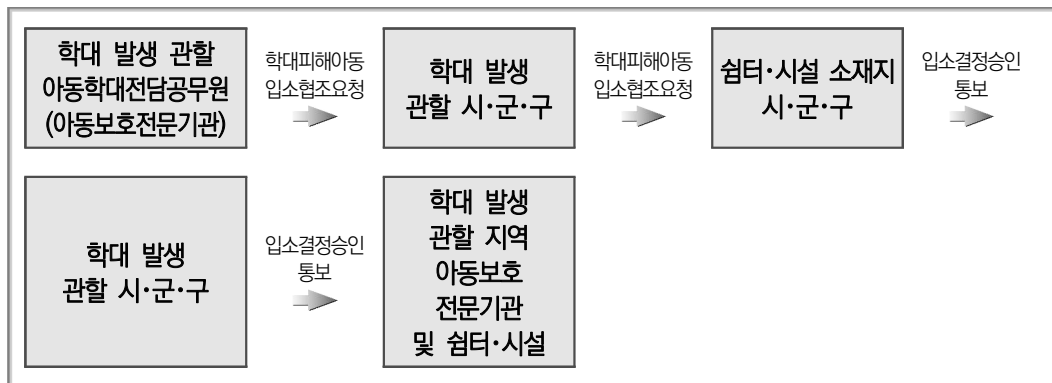 학대 발생 관할
아동학대전담공무원
(아동보호전문기관)
학대피해아동
입소협조요청
학대 발생
관할 시·군·구
학대피해아동
입소협조요청
쉼터·시설 소재지
시·군·구
입소결정승인
통보
학대 발생
관할 시·군·구
입소결정승인
통보
학대 발생
관할 지역
아동보호
전문기관
및 쉼터·시설